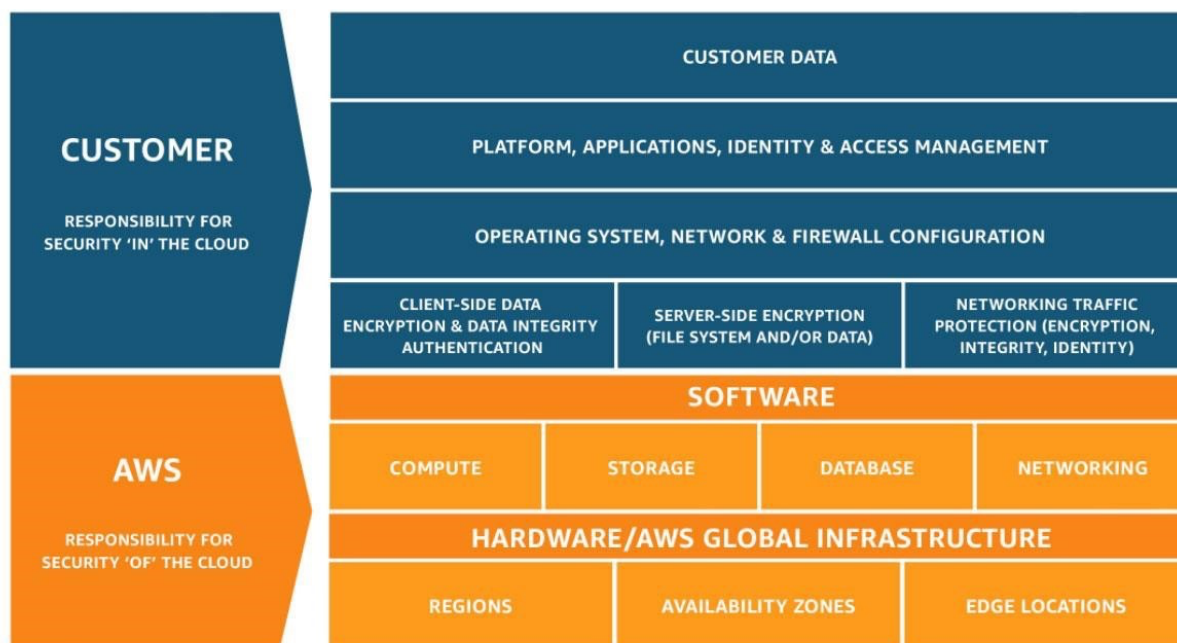 CUSTOMER
RESPONSIBILITY FOR
SECURITY ‘IN’ THE CLOUD
CUSTOMER DATA
PLATFORM, APPLICATIONS, IDENTITY & ACCESS MANAGEMENT
OPERATING SYSTEM, NETWORK & FIREWALL CONFIGURATION
CLIENT-SIDE DATA
ENCRYPTION & DATA INTEGRITY
AUTHENTICATION
SERVER-SIDE ENCRYPTION
(FILE SYSTEM AND/OR DATA)
NETWORKING TRAFFIC
PROTECTION (ENCRYPTION,
INTEGRITY, IDENTITY)
AWS
RESPONSIBILITY FOR
SECURITY ‘OF’ THE CLOUD
SOFTWARE
COMPUTE
STORAGE
DATABASE
NETWORKING
HARDWARE/AWS GLOBAL INFRASTRUCTURE
REGIONS
AVAILABILITY ZONES
EDGE LOCATIONS